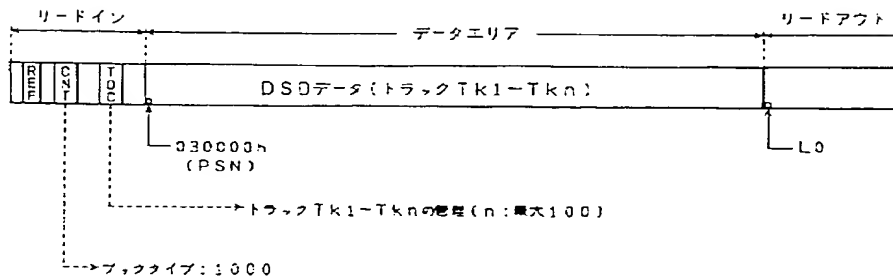 リードイン
データエリア
リードアウト
REF
CNT
TOC
DSDデータ(トラックTk1-Tkn)
030000h
(PSN)
L0
トラックTk1-Tknの管理(n:最大100)
ブックタイプ:1000